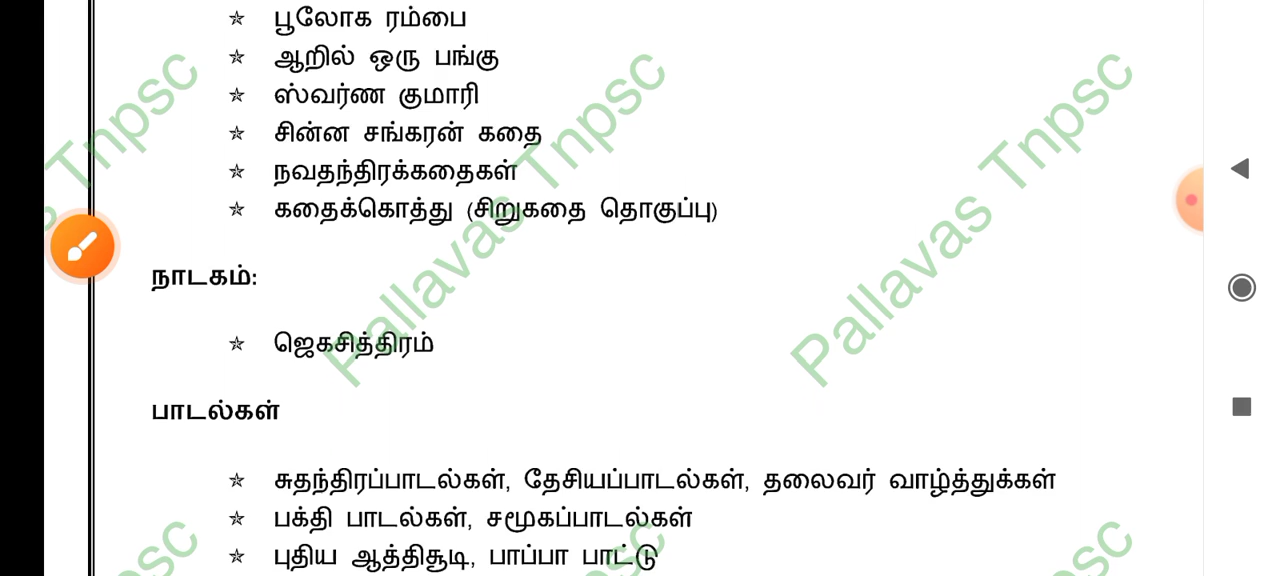 பூலோக ரம்பை
ஆறில் ஒரு பங்கு
ஸ்வர்ண குமாரி
சின்ன சங்கரன் கதை
நவதந்திரக்கதைகள்
கதைக்கொத்து (சிறுகதை தொகுப்பு)
நாடகம்:
ஜெகசித்திரம்
பாடல்கள்
சுதந்திரப்பாடல்கள், தேசியப்பாடல்கள், தலைவர் வாழ்த்துக்கள்
பக்தி பாடல்கள், சமூகப்பாடல்கள்
புதிய ஆத்திசூடி, பாப்பா பாட்டு
Tnpsc
Pallavas Tnpsc
Pallavas Tnpsc